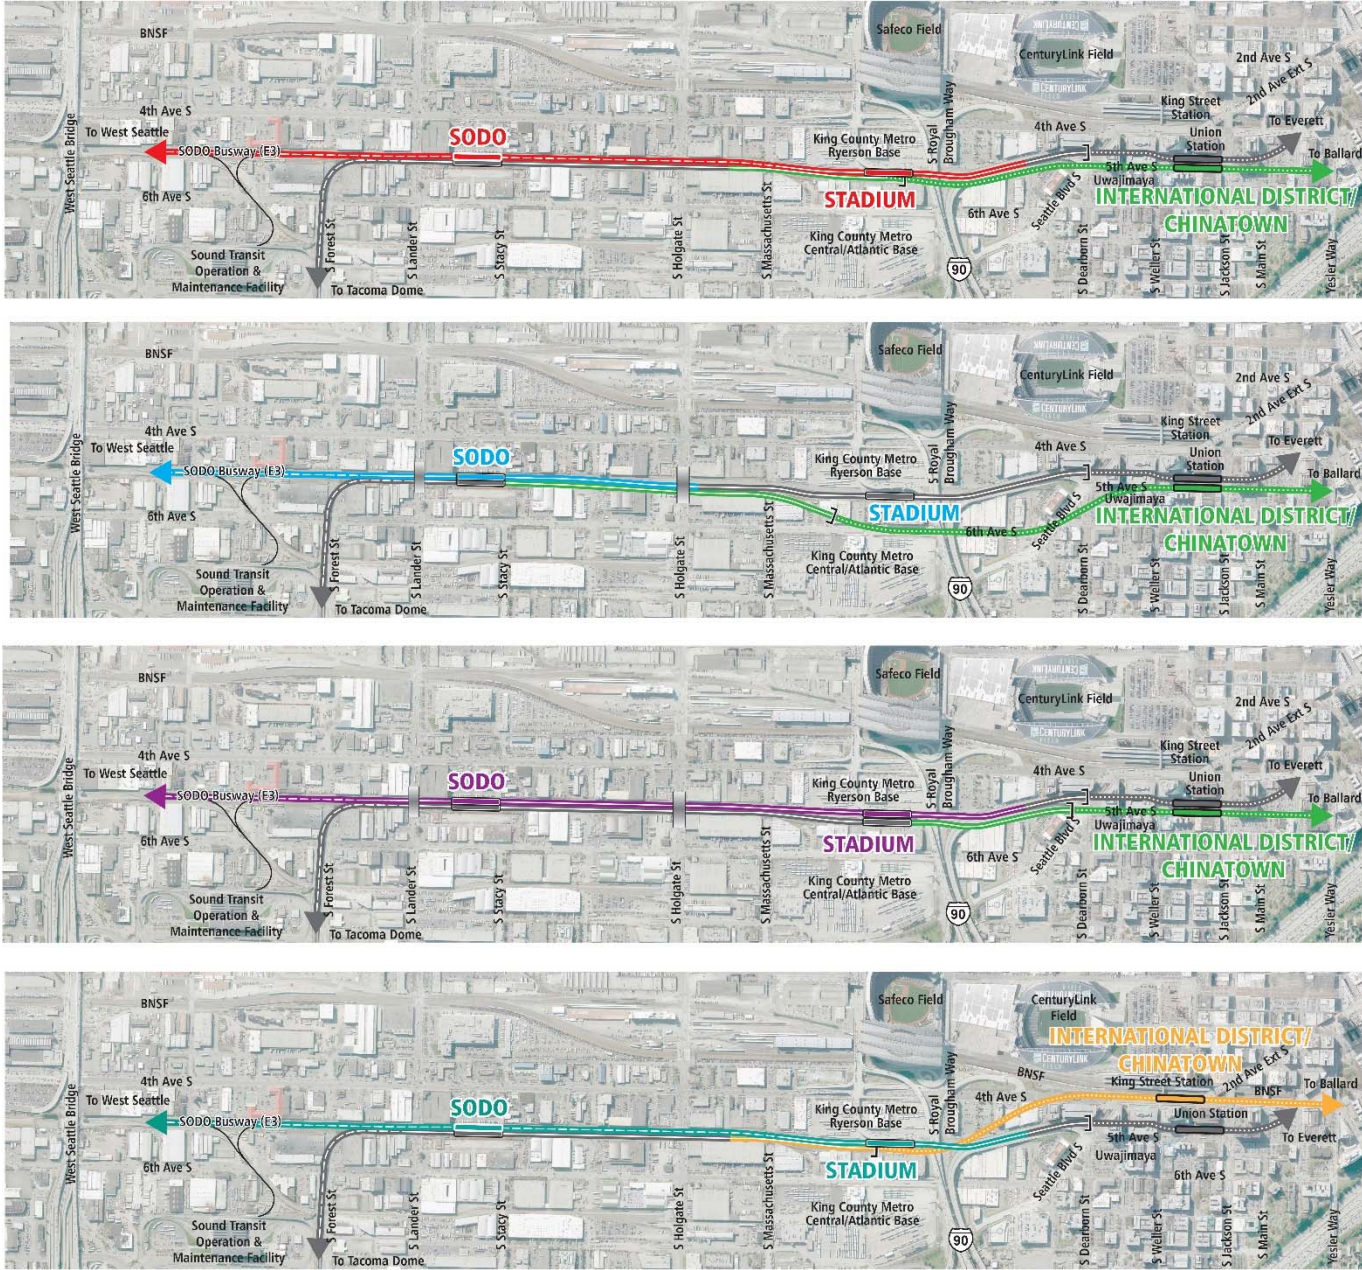 BNSF
Safeco Field
CenturyLink Field
CENTURYLINK
2nd Ave S
2nd Ave Ext S
4th Ave S
To West Seattle
West Seattle Bridge
SODO Busway (E3)
SODO
King County Metro
Ryerson Base
S Royal
Brougham Way
4th Ave S
King Street
Station
Union
Station
To Everett
To Ballard
6th Ave S
5th Ave S
Uwajimaya
STADIUM
INTERNATIONAL DISTRICT/
CHINATOWN
6th Ave S
Seattle Blvd S
Sound Transit
Operation &
Maintenance Facility
S Forest St
To Tacoma Dome
S Lander St
S Stacy St
S Holgate St
S Massachusetts St
King County Metro
Central/Atlantic Base
90
S Dearborn St
S Weller St
S Jackson St
S Main St
Yesler Way
BNSF
Safeco Field
CenturyLink Field
CENTURYLINK
2nd Ave S
2nd Ave Ext S
4th Ave S
To West Seattle
West Seattle Bridge
SODO Busway (E3)
SODO
King County Metro
Ryerson Base
S Royal
Brougham Way
4th Ave S
King Street
Station
Union
Station
To Everett
To Ballard
6th Ave S
5th Ave S
Uwajimaya
STADIUM
INTERNATIONAL DISTRICT/
CHINATOWN
6th Ave S
Seattle Blvd S
Sound Transit
Operation &
Maintenance Facility
S Forest St
To Tacoma Dome
S Lander St
S Stacy St
S Holgate St
S Massachusetts St
King County Metro
Central/Atlantic Base
90
S Dearborn St
S Weller St
S Jackson St
S Main St
Yesler Way
BNSF
Safeco Field
CenturyLink Field
CENTURYLINK
2nd Ave S
2nd Ave Ext S
4th Ave S
To West Seattle
West Seattle Bridge
SODO Busway (E3)
SODO
King County Metro
Ryerson Base
S Royal
Brougham Way
4th Ave S
King Street
Station
Union
Station
To Everett
To Ballard
6th Ave S
5th Ave S
Uwajimaya
STADIUM
INTERNATIONAL DISTRICT/
CHINATOWN
6th Ave S
Seattle Blvd S
Sound Transit
Operation &
Maintenance Facility
S Forest St
To Tacoma Dome
S Lander St
S Stacy St
S Holgate St
S Massachusetts St
King County Metro
Central/Atlantic Base
90
S Dearborn St
S Weller St
S Jackson St
S Main St
Yesler Way
BNSF
Safeco Field
CenturyLink
Field
CENTURYLINK
INTERNATIONAL DISTRICT/
CHINATOWN
2nd Ave Ext S
BNSF
King Street Station
BNSF
To Ballard
4th Ave S
To West Seattle
West Seattle Bridge
SODO Busway (E3)
SODO
King County Metro
Ryerson Base
S Royal
Brougham Way
4th Ave S
Union Station
To Everett
5th Ave S
Uwajimaya
6th Ave S
STADIUM
6th Ave S
Seattle Blvd S
Sound Transit
Operation &
Maintenance Facility
S Forest St
To Tacoma Dome
S Lander St
S Stacy St
S Holgate St
S Massachusetts St
King County Metro
Central/Atlantic Base
90
S Dearborn St
S Weller St
S Jackson St
S Main St
Yesler Way